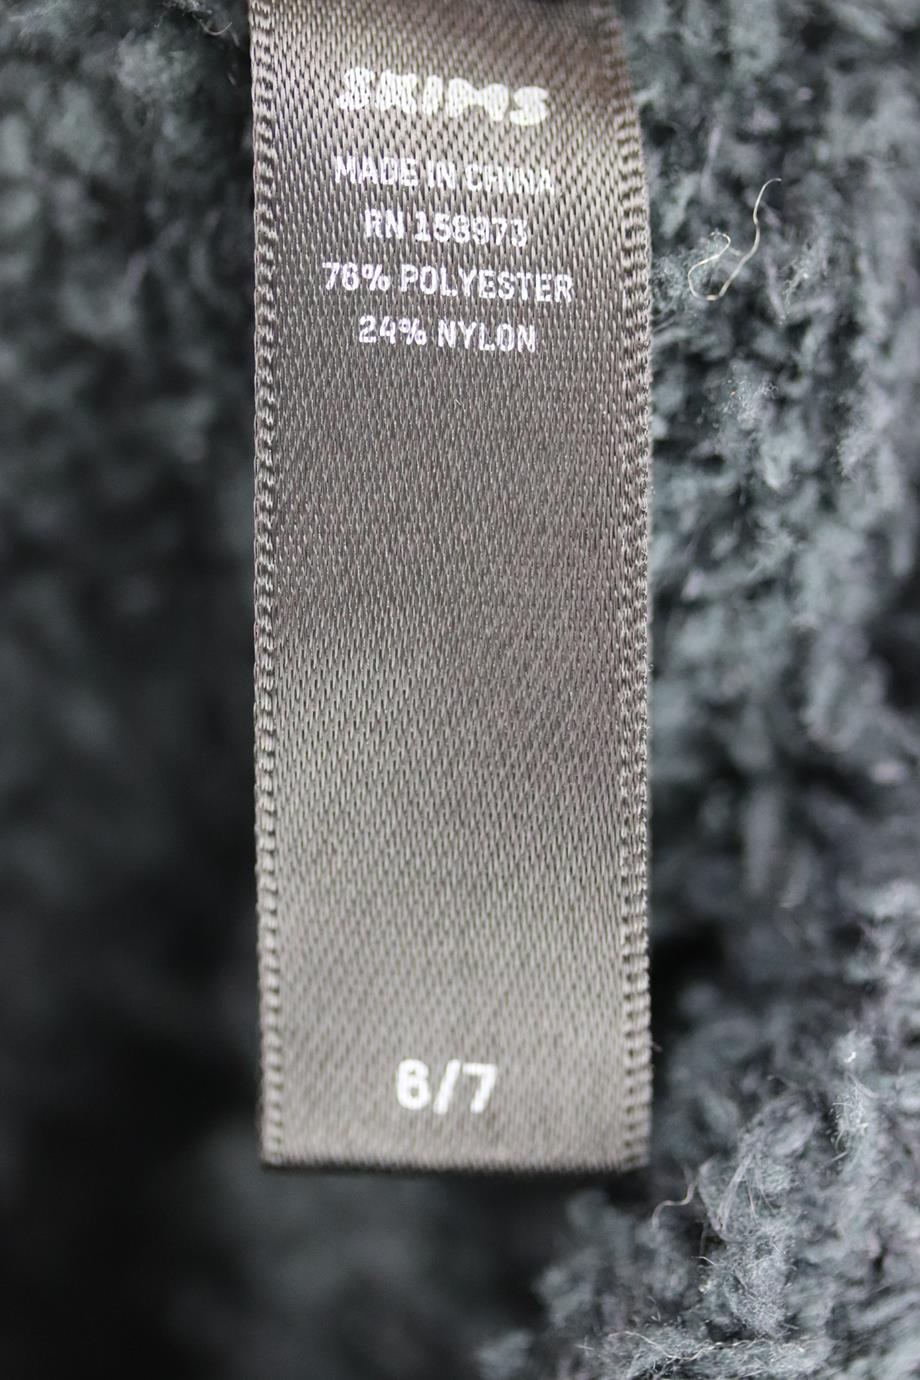 SKIMS
MADE IN CHINA
RN 158973
76% POLYESTER
24% NYLON
6/7